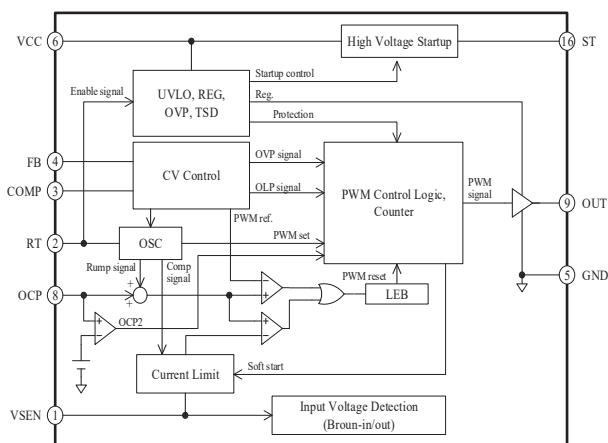 VCC
6
High Voltage Startup
16
ST
Startup control
Enable signal
UVLO, REG,
OVP, TSD
Reg.
Protection
FB
4
OVP signal
CV Control
PWM Control Logic,
Counter
PWM
signal
COMP
3
OLP signal
9
OUT
PWM ref.
RT
2
OSC
PWM set
Rump signal
Comp
signal
PWM reset
5
GND
OCP
8
+
+
−
+
LEB
+
−
OCP2
+
−
Current Limit
Soft start
VSEN
1
Input Voltage Detection
(Broun-in/out)